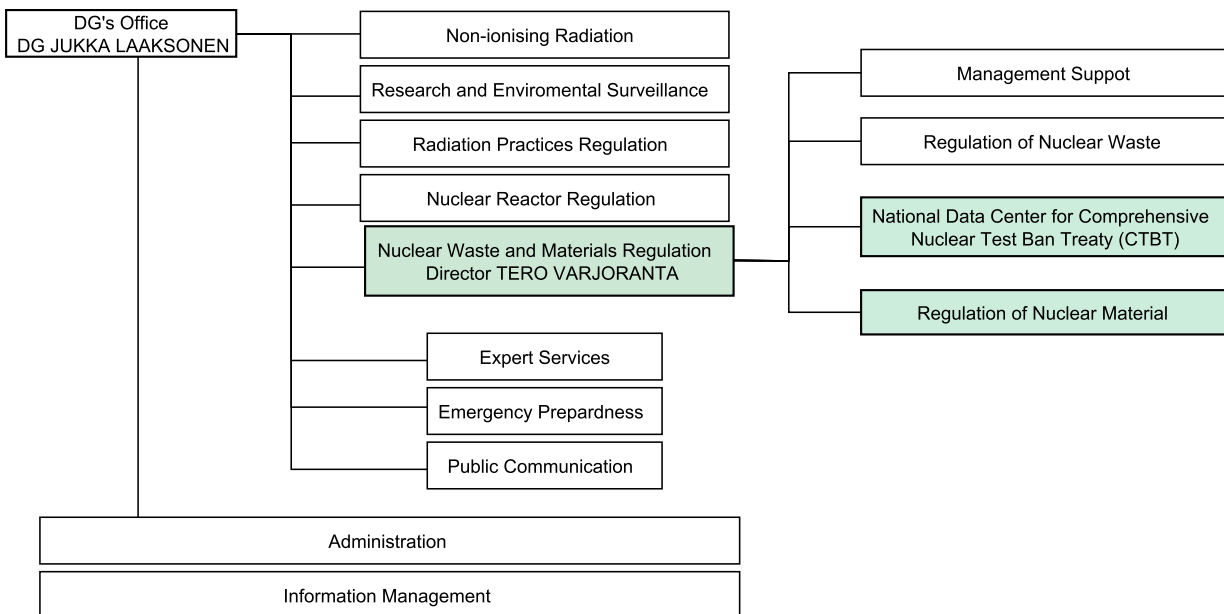 DG's Office
DG JUKKA LAAKSONEN
Non-ionising Radiation
Research and Enviromental Surveillance
Radiation Practices Regulation
Nuclear Reactor Regulation
Nuclear Waste and Materials Regulation
Director TERO VARJORANTA
Expert Services
Emergency Prepardness
Public Communication
Administration
Information Management
Management Suppot
Regulation of Nuclear Waste
National Data Center for Comprehensive
Nuclear Test Ban Treaty (CTBT)
Regulation of Nuclear Material